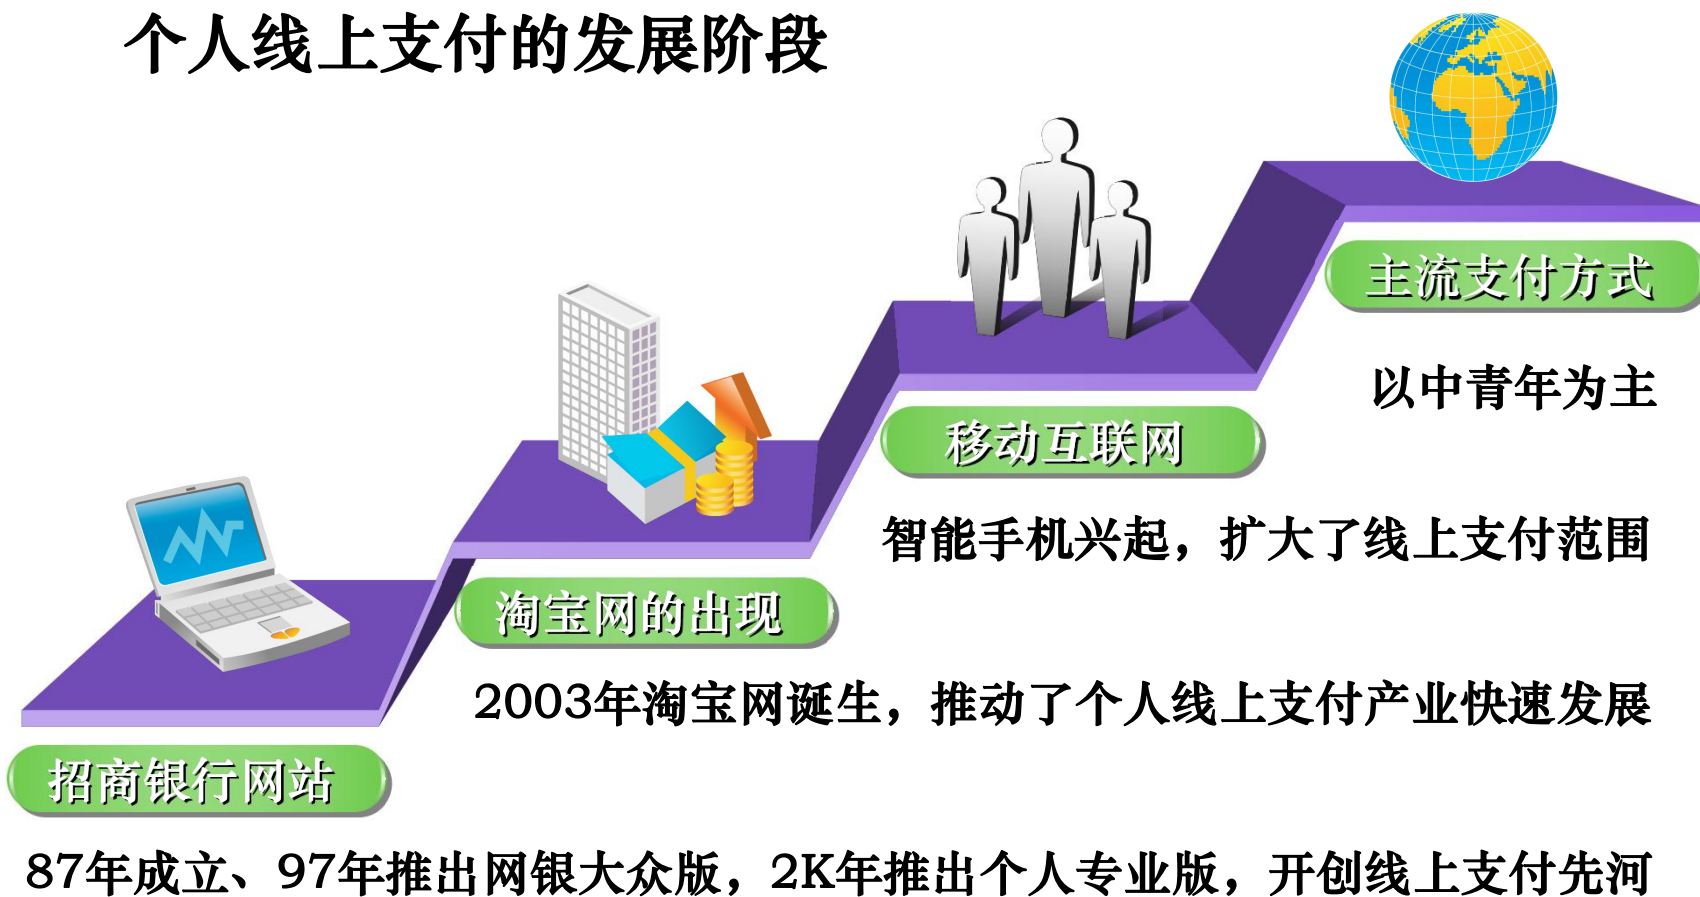 个人线上支付的发展阶段
主流支付方式
以中青年为主
移动互联网
智能手机兴起，扩大了线上支付范围
淘宝网的出现
2003年淘宝网诞生，推动了个人线上支付产业快速发展
招商银行网站
87年成立、97年推出网银大众版，2K年推出个人专业版，开创线上支付先河